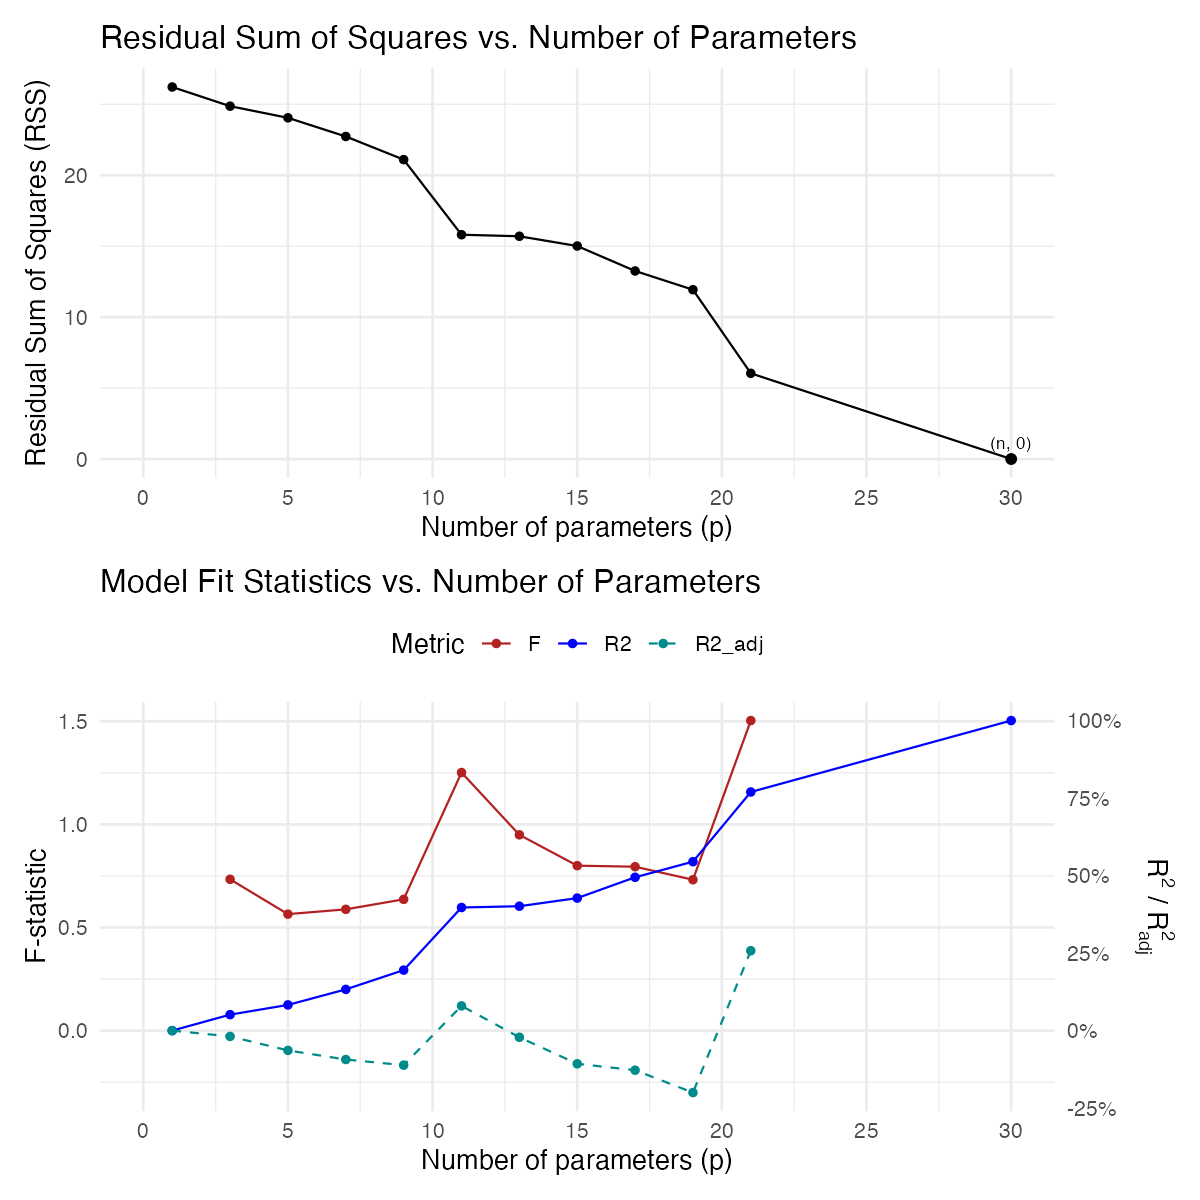 Residual Sum of Squares vs. Number of Parameters
Residual Sum of Squares (RSS)
20
10
0
(n, 0)
0 5 10 15 20 25 30
Number of parameters (p)
Model Fit Statistics vs. Number of Parameters
Metric F R2 R2_adj
F-statistic
1.5
1.0
0.5
0.0
100%
75%
50%
25%
0%
-25%
R² / R²adj
0 5 10 15 20 25 30
Number of parameters (p)